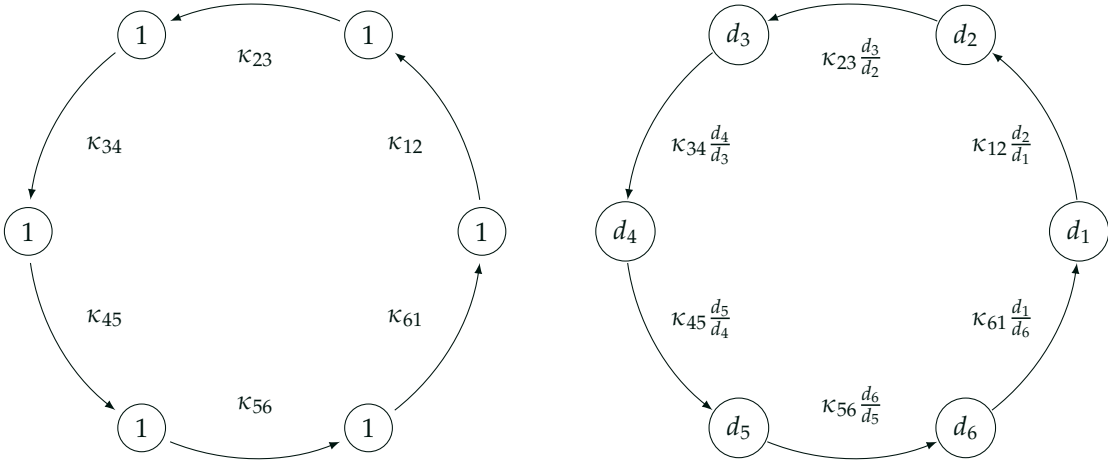 1 1
κ₂₃
κ₃₄ κ₁₂
1 1
κ₄₅ κ₆₁
κ₅₆
1 1
d₃ d₂
κ₂₃ d₃/d₂
κ₃₄ d₄/d₃ κ₁₂ d₂/d₁
d₄ d₁
κ₄₅ d₅/d₄ κ₆₁ d₁/d₆
κ₅₆ d₆/d₅
d₅ d₆